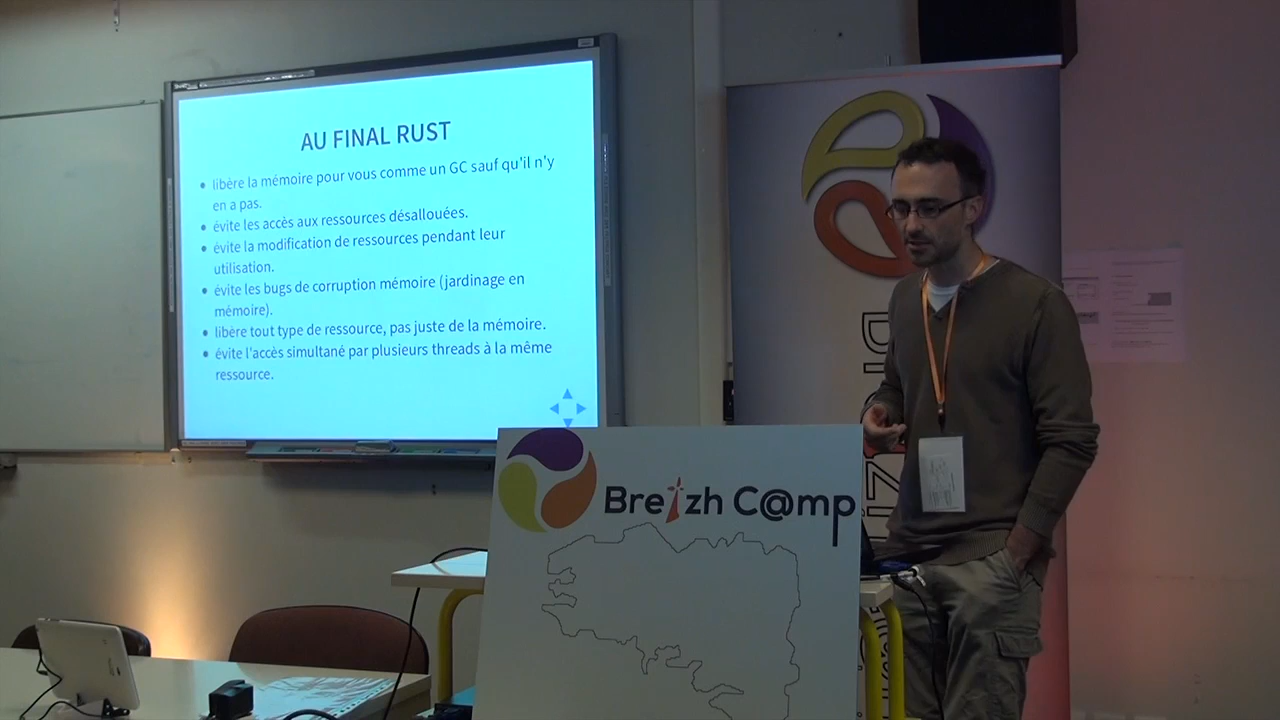 AU FINAL RUST
libère la mémoire pour vous comme un GC sauf qu'il n'y
en a pas.
évite les accès aux ressources désallouées.
évite la modification de ressources pendant leur
utilisation.
évite les bugs de corruption mémoire (jardinage en
mémoire).
libère tout type de ressource, pas juste de la mémoire.
évite l'accès simultané par plusieurs threads à la même
ressource.
Breizh C@mp